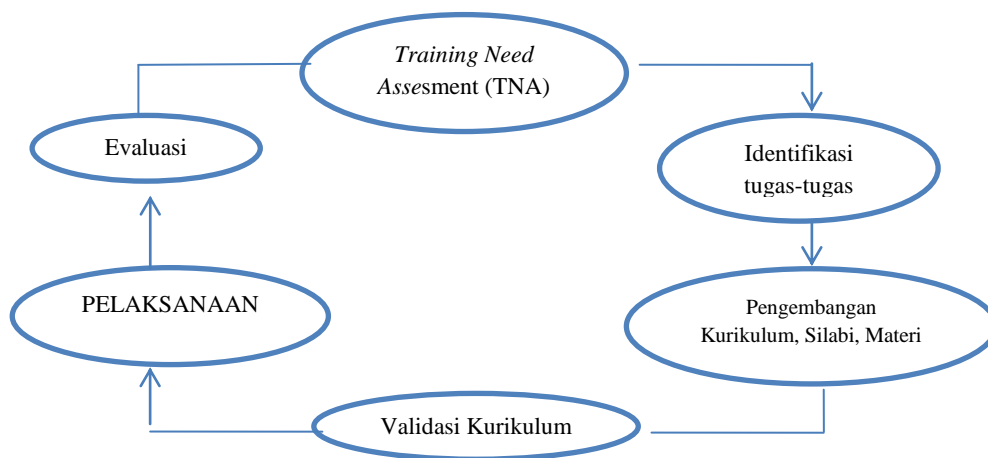 Training Need
Assesment (TNA)
Evaluasi
Identifikasi
tugas-tugas
PELAKSANAAN
Pengembangan
Kurikulum, Silabi, Materi
Validasi Kurikulum